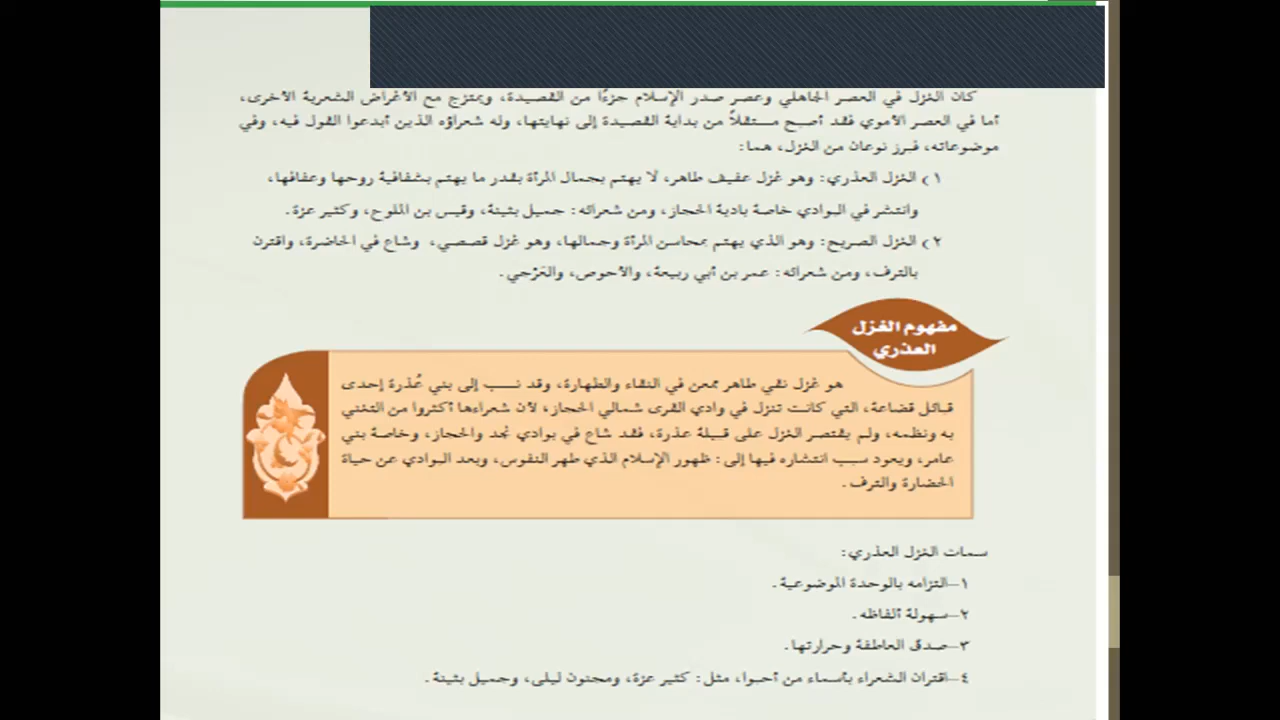 كان الغزل في العصر الجاهلي وعصر صدر الإسلام جزءًا من القصيدة، ويمتزج مع الأغراض الشعرية الأخرى،
أما في العصر الأموي فقد أصبح مستقلاً من بداية القصيدة إلى نهايتها، وله شعراؤه الذين أبدعوا القول فيه، وفي
موضوعاته، فبرز نوعان من الغزل، هما:
١) الغزل العذري: وهو غزل عفيف طاهر، لا يهتم بجمال المرأة بقدر ما يهتم بشفافية روحها وعفافها،
وانتشر في البوادي خاصة بادية الحجاز، ومن شعرائه: جميل بثينة، وقيس بن الملوح، وكثير عزة.
٢) الغزل الصريح: وهو الذي يهتم بمحاسن المرأة وجمالها، وهو غزل قصصي، وشاع في الحاضرة، واقترن
بالترف، ومن شعرائه: عمر بن أبي ربيعة، والأحوص، والعَرْجي.
مفهوم الغزل
العذري
هو غزل نقي طاهر ممعن في النقاء والطهارة، وقد نسب إلى بني عُذرة إحدى
قبائل قضاعة، التي كانت تنزل في وادي القرى شمالي الحجاز، لأن شعراءها أكثروا من التغني
به ونظمه، ولم يقتصر الغزل على قبيلة عذرة، فقد شاع في بوادي نجد والحجاز، وخاصة بني
عامر، ويعود سبب انتشاره فيها إلى: ظهور الإسلام الذي طهر النفوس، وبعد البوادي عن حياة
الحضارة والترف.
سمات الغزل العذري:
١–التزامه بالوحدة الموضوعية.
٢–سهولة ألفاظه.
٣–صدق العاطفة وحرارتها.
٤–اقتران الشعراء بأسماء من أحبوا، مثل: كثير عزة، ومجنون ليلى، وجميل بثينة.